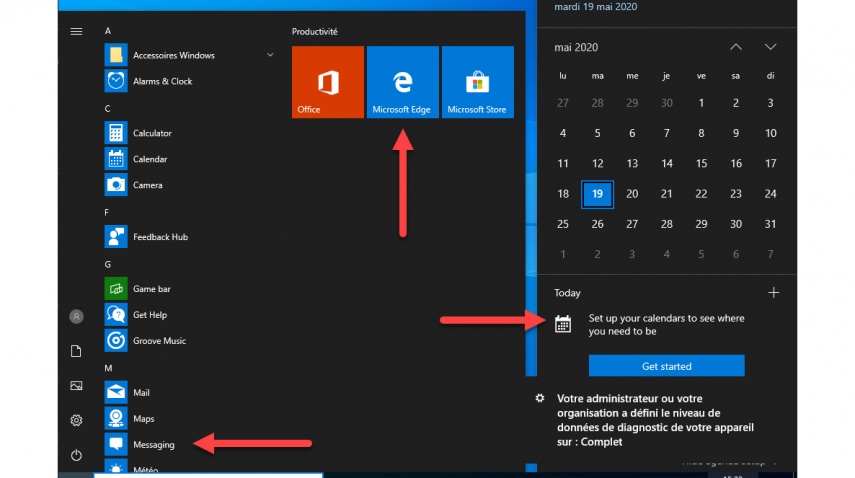 A
Accessoires Windows
Alarms & Clock
C
Calculator
Calendar
Camera
F
Feedback Hub
G
Game bar
Get Help
Groove Music
M
Mail
Maps
Messaging
Météo
Productivité
Office
Microsoft Edge
Microsoft Store
mardi 19 mai 2020
mai 2020
lu ma me je ve sa di
27 28 29 30 1 2 3
4 5 6 7 8 9 10
11 12 13 14 15 16 17
18 19 20 21 22 23 24
25 26 27 28 29 30 31
1 2 3 4 5 6 7
Today
Set up your calendars to see where
you need to be
Get started
Votre administrateur ou votre
organisation a défini le niveau de
données de diagnostic de votre appareil
sur : Complet